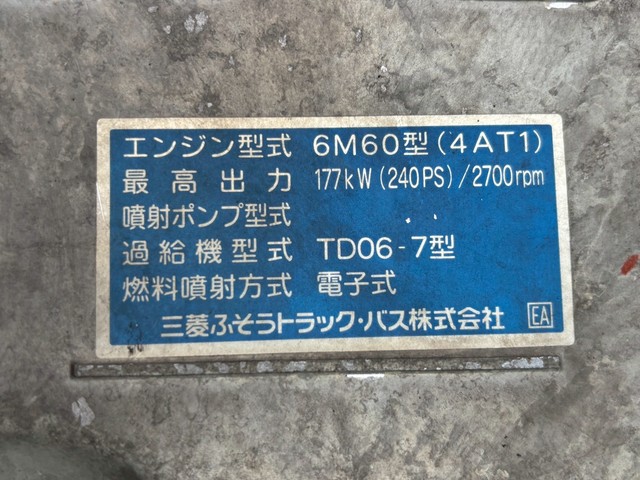 エンジン型式 6M60型(4AT1)
最高出力 177kW(240PS)/2700rpm
噴射ポンプ型式
過給機型式 TD06-7型
燃料噴射方式 電子式
三菱ふそうトラック・バス株式会社 EA